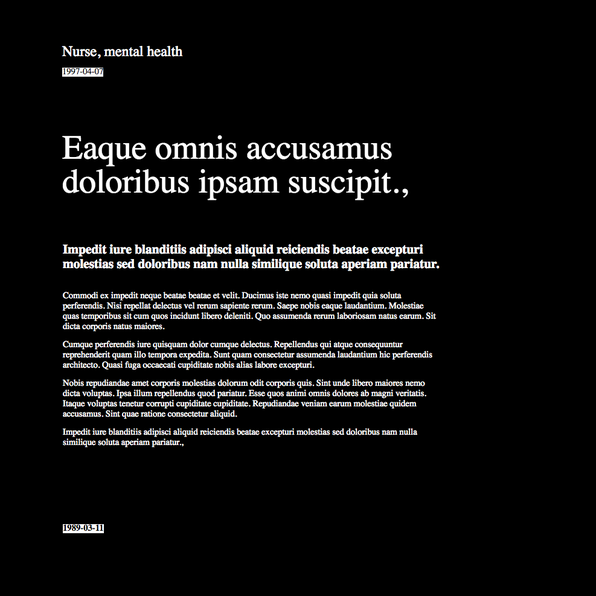 Nurse, mental health
1997-04-07
Eaque omnis accusamus
doloribus ipsam suscipit.,
Impedit iure blanditiis adipisci aliquid reiciendis beatae excepturi
molestias sed doloribus nam nulla similique soluta aperiam pariatur.
Commodi ex impedit neque beatae beatae et velit. Ducimus iste nemo quasi impedit quia soluta
perferendis. Nisi repellat delectus vel rerum sapiente rerum. Saepe nobis eaque laudantium. Molestiae
quas temporibus sit cum quos incidunt libero deleniti. Quo assumenda rerum laboriosam natus earum. Sit
dicta corporis natus maiores.
Cumque perferendis iure quisquam dolor cumque delectus. Repellendus qui atque consequuntur
reprehenderit quam illo tempora expedita. Sunt quam consectetur assumenda laudantium hic perferendis
architecto. Quasi fuga occaecati cupiditate nobis alias labore excepturi.
Nobis repudiandae amet corporis molestias dolorum odit corporis quis. Sint unde libero maiores nemo
dicta voluptas. Ipsa illum repellendus quod pariatur. Esse quos animi omnis dolores ab magni veritatis.
Itaque voluptas tenetur corrupti cupiditate cupiditate. Repudiandae veniam earum molestiae quidem
accusamus. Sint quae ratione consectetur aliquid.
Impedit iure blanditiis adipisci aliquid reiciendis beatae excepturi molestias sed doloribus nam nulla
similique soluta aperiam pariatur.,
1989-03-11